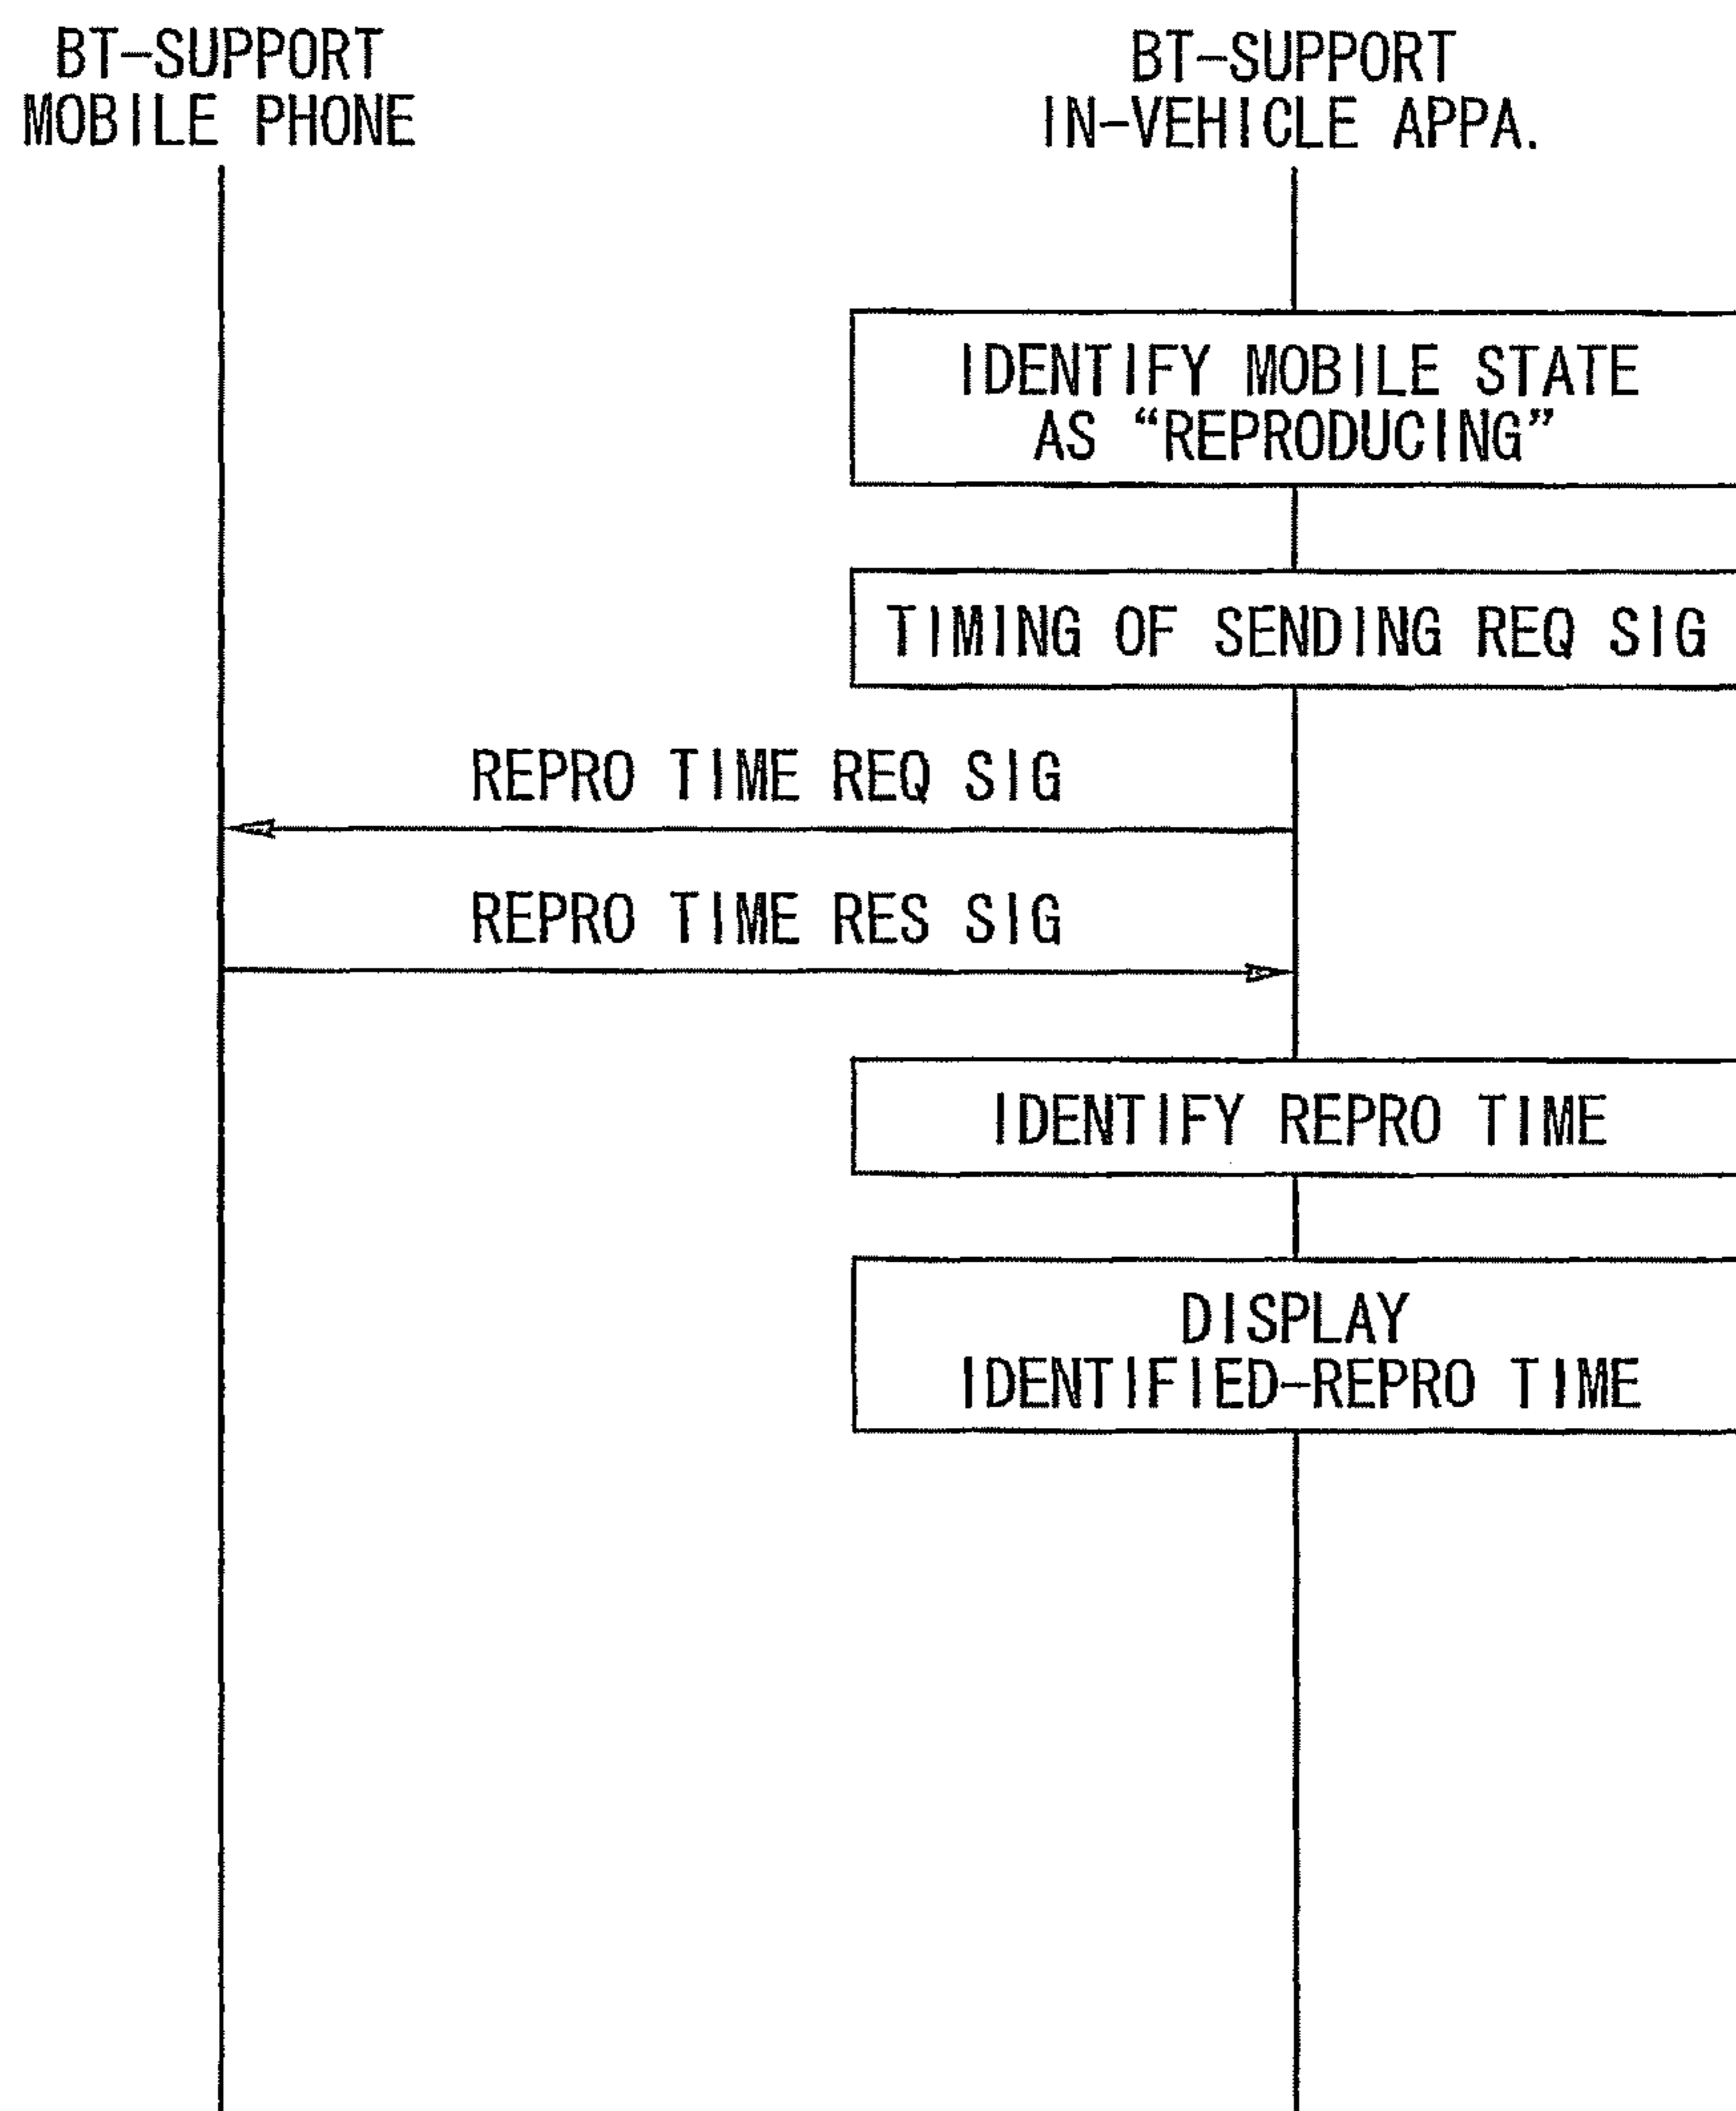 BT-SUPPORT
MOBILE PHONE
BT-SUPPORT
IN-VEHICLE APPA.
IDENTIFY MOBILE STATE
AS “REPRODUCING”
TIMING OF SENDING REQ SIG
REPRO TIME REQ SIG
REPRO TIME RES SIG
IDENTIFY REPRO TIME
DISPLAY
IDENTIFIED-REPRO TIME